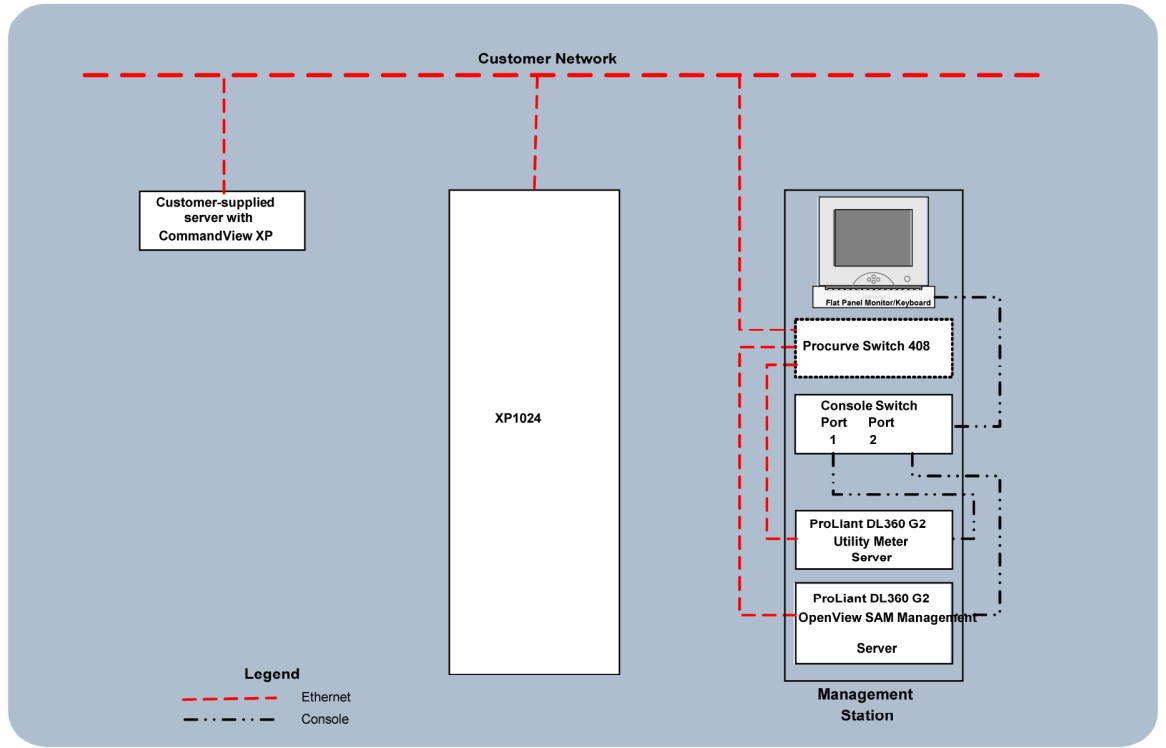 Customer Network
Customer-supplied
server with
CommandView XP
XP1024
Flat Panel Monitor/Keyboard
Procurve Switch 408
Console Switch
Port Port
1 2
ProLiant DL360 G2
Utility Meter
Server
ProLiant DL360 G2
OpenView SAM Management
Server
Management
Station
Legend
Ethernet
Console